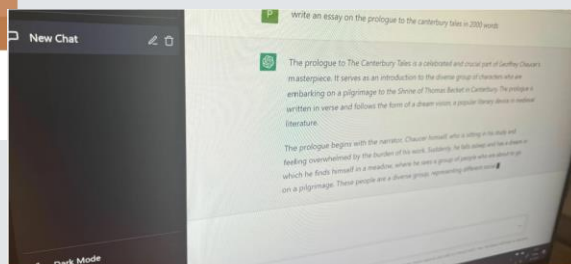 P
write an essay on the prologue to the canterbury tales in 2000 words
New Chat
The prologue to The Canterbury Tales is a celebrated and crucial part of Geoffrey Chaucer's
masterpiece. It serves as an introduction to the diverse group of characters who are
embarking on a pilgrimage to the Shrine of Thomas Becket in Canterbury. The prologue is
written in verse and follows the form of a dream vision, a popular literary device in medieval
literature.
The prologue begins with the narrator, Chaucer himself, who is sitting in his study and
feeling overwhelmed by the burden of his work. Suddenly, he falls asleep and has a dream in
which he finds himself in a meadow, where he sees a group of people who are about to go
on a pilgrimage. These people are a diverse group, representing different social
Dark Mode